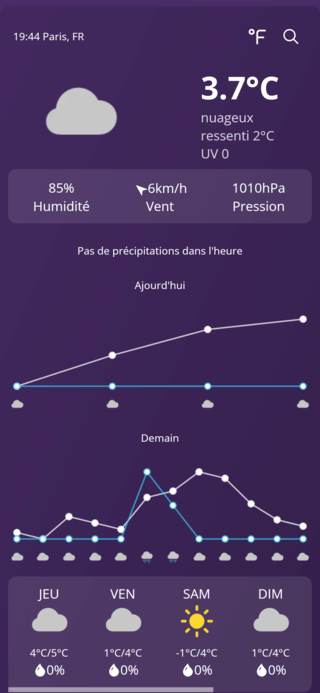 19:44 Paris, FR
°F
3.7°C
nuageux
ressenti 2°C
UV 0
85% 6km/h 1010hPa
Humidité Vent Pression
Pas de précipitations dans l'heure
Ajourd'hui
Demain
JEU VEN SAM DIM
4°C/5°C 1°C/4°C -1°C/4°C 1°C/4°C
0% 0% 0% 0%